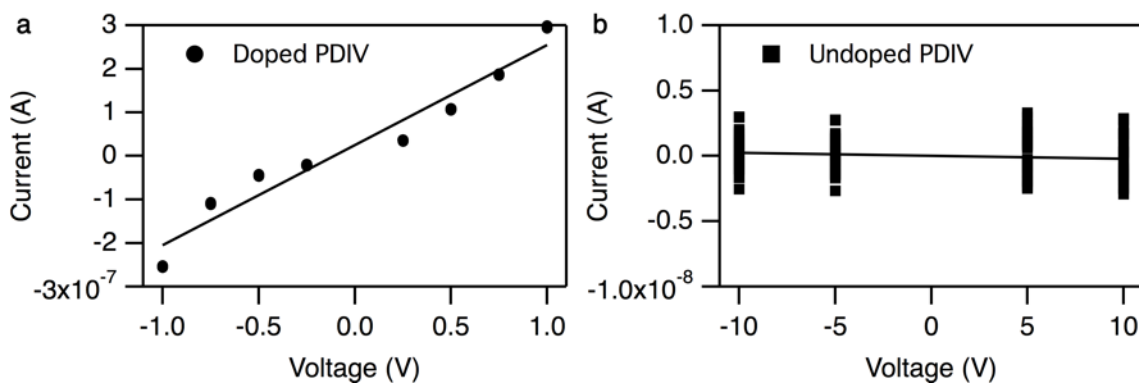 a
Doped PDIV
Current (A)
3
2
1
0
-1
-2
-3x10⁻⁷
-1.0
-0.5
0.0
0.5
1.0
Voltage (V)
b
Undoped PDIV
Current (A)
1.0
0.5
0.0
-0.5
-1.0x10⁻⁸
-10
-5
0
5
10
Voltage (V)